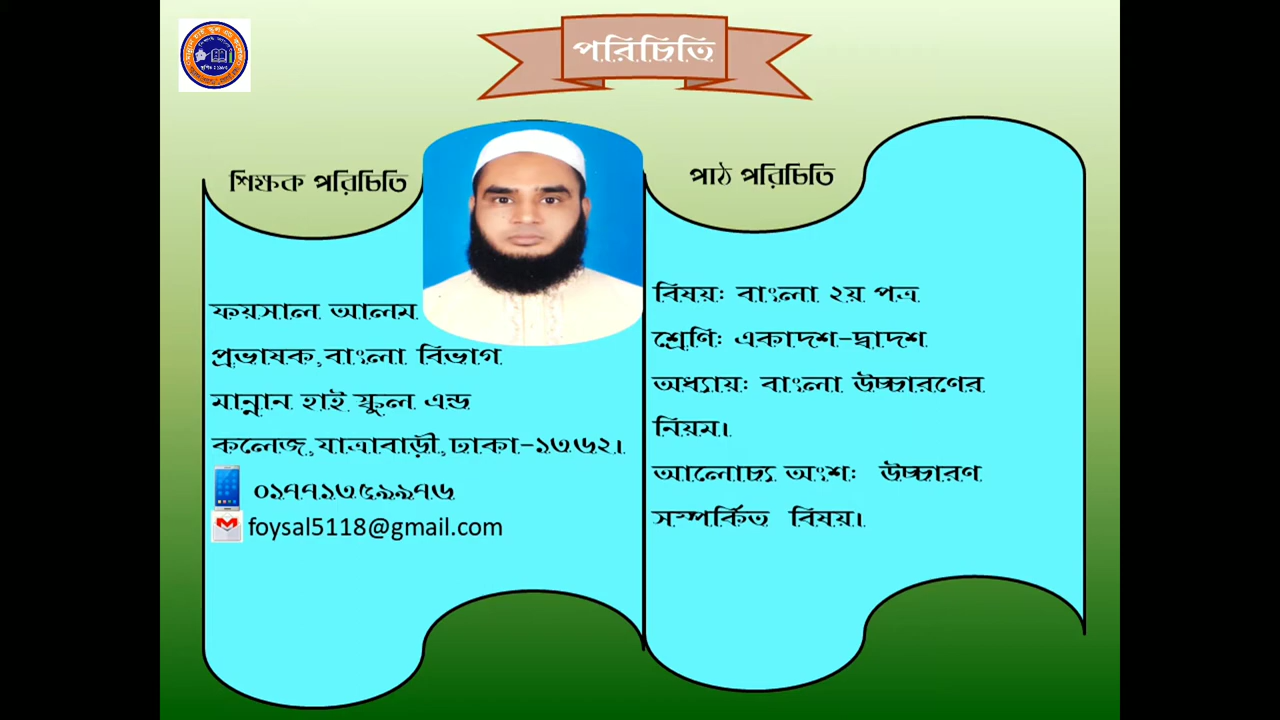 পরিচিতি
শিক্ষক পরিচিতি
ফয়সাল আলম
প্রভাষক,বাংলা বিভাগ
মান্নান হাই স্কুল এন্ড
কলেজ,যাত্রাবাড়ী,ঢাকা-১৩৬২।
০১৭৭১৩৫৯৯৭৬
foysal5118@gmail.com
পাঠ পরিচিতি
বিষয়ঃ বাংলা ২য় পত্র
শ্রেণিঃ একাদশ-দ্বাদশ
অধ্যায়ঃ বাংলা উচ্চারণের
নিয়ম।
আলোচ্য অংশঃ উচ্চারণ
সম্পর্কিত বিষয়।